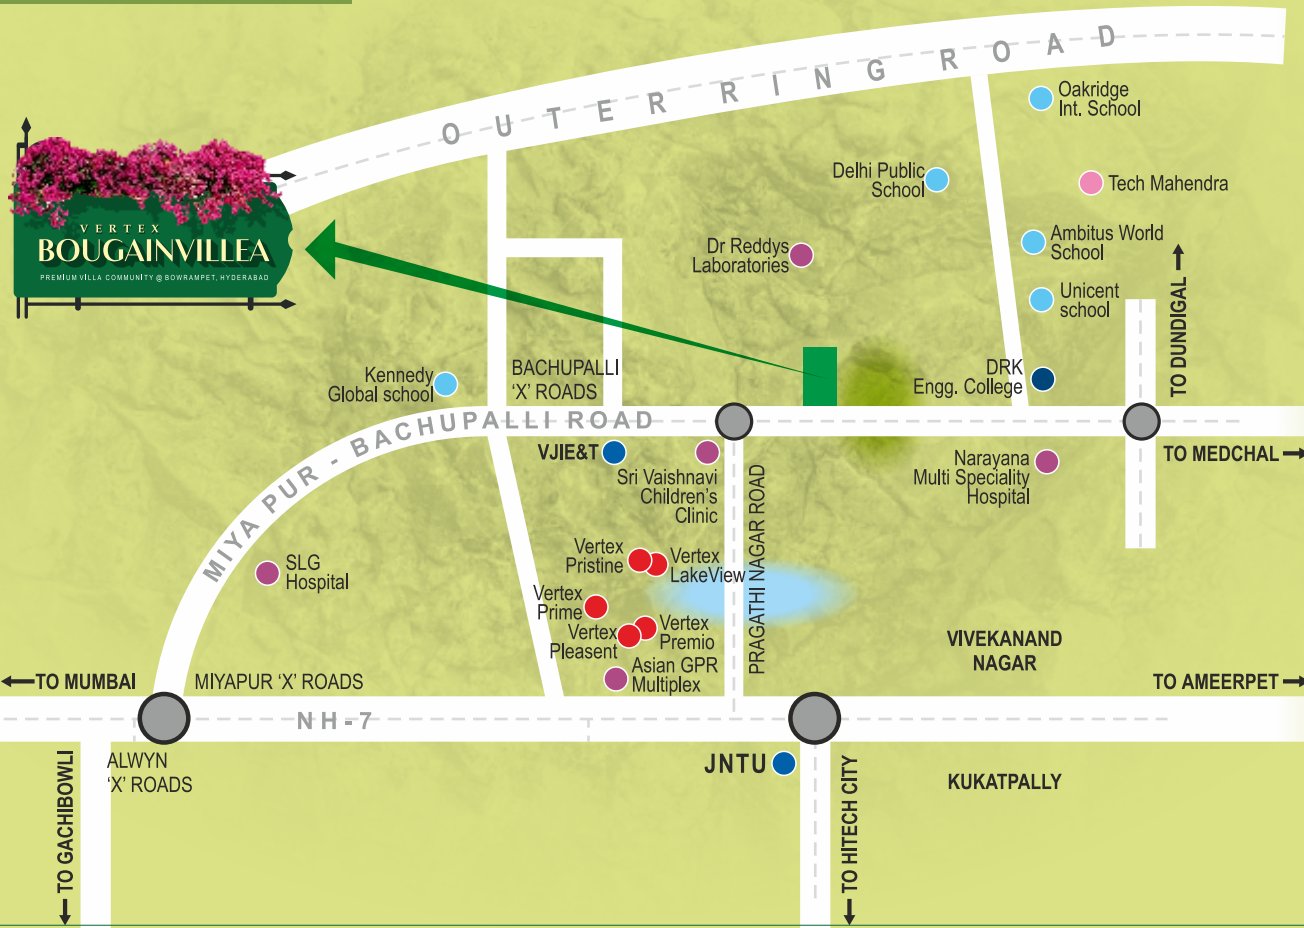 OUTER RING ROAD
Oakridge
Int. School
Delhi Public
School
Tech Mahendra
VERTEX
BOUGAINVILLEA
PREMIUM VILLA COMMUNITY @ BOWRAMPET, HYDERABAD
Dr Reddys
Laboratories
Ambitus World
School
Unicent
school
TO DUNDIGAL
Kennedy
Global school
BACHUPALLI
‘X’ ROADS
DRK
Engg. College
MIYA PUR - BACHUPALLI ROAD
VJIE&T
Sri Vaishnavi
Children's
Clinic
Narayana
Multi Speciality
Hospital
TO MEDCHAL
PRAGATHI NAGAR ROAD
SLG
Hospital
Vertex
Pristine
Vertex
LakeView
Vertex
Prime
Vertex
Premio
Vertex
Pleasent
Asian GPR
Multiplex
VIVEKANAND
NAGAR
TO MUMBAI
MIYAPUR ‘X’ ROADS
TO AMEERPET
NH-7
ALWYN
‘X’ ROADS
TO GACHIBOWLI
JNTU
TO HITECH CITY
KUKATPALLY